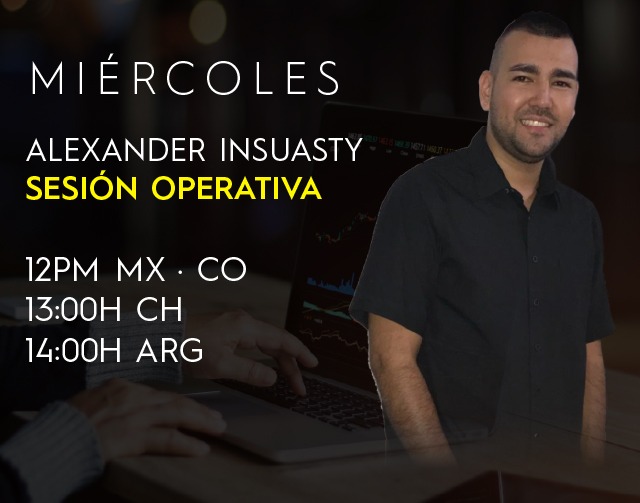 MIÉRCOLES
ALEXANDER INSUASTY
SESIÓN OPERATIVA
12PM MX · CO
13:00H CH
14:00H ARG